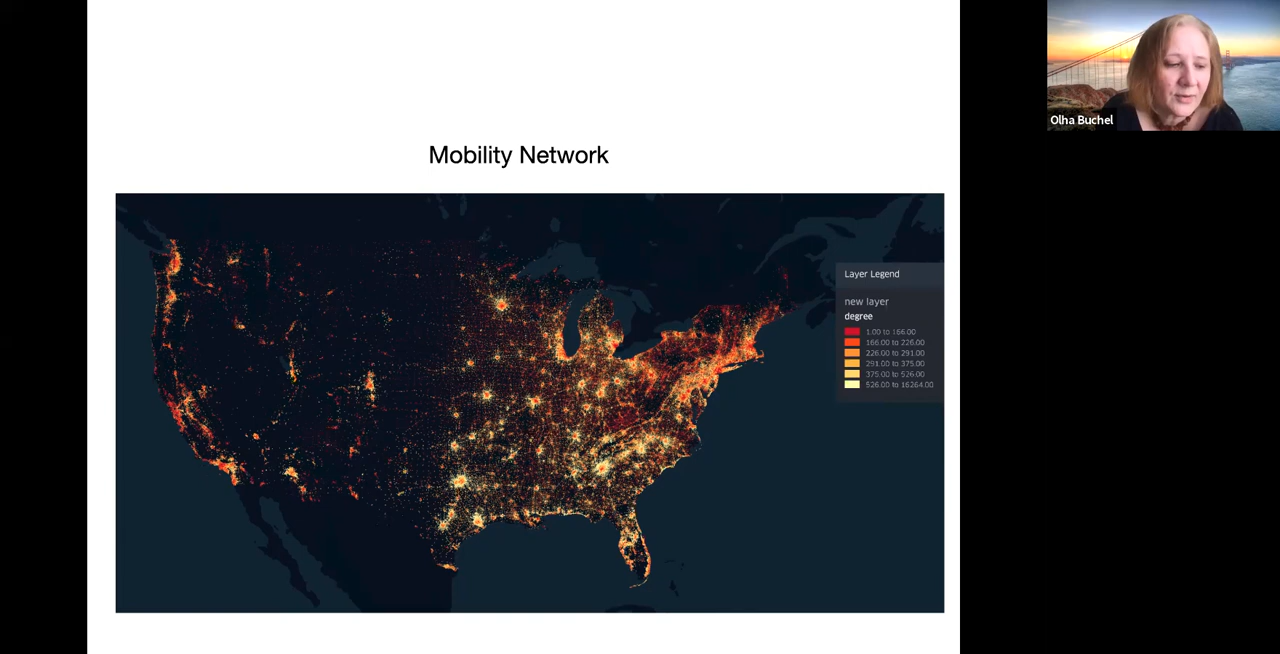 Mobility Network
Olha Buchel
Layer Legend
new layer
degree
1.00 to 166.00
166.00 to 226.00
226.00 to 291.00
291.00 to 375.00
375.00 to 526.00
526.00 to 16264.00